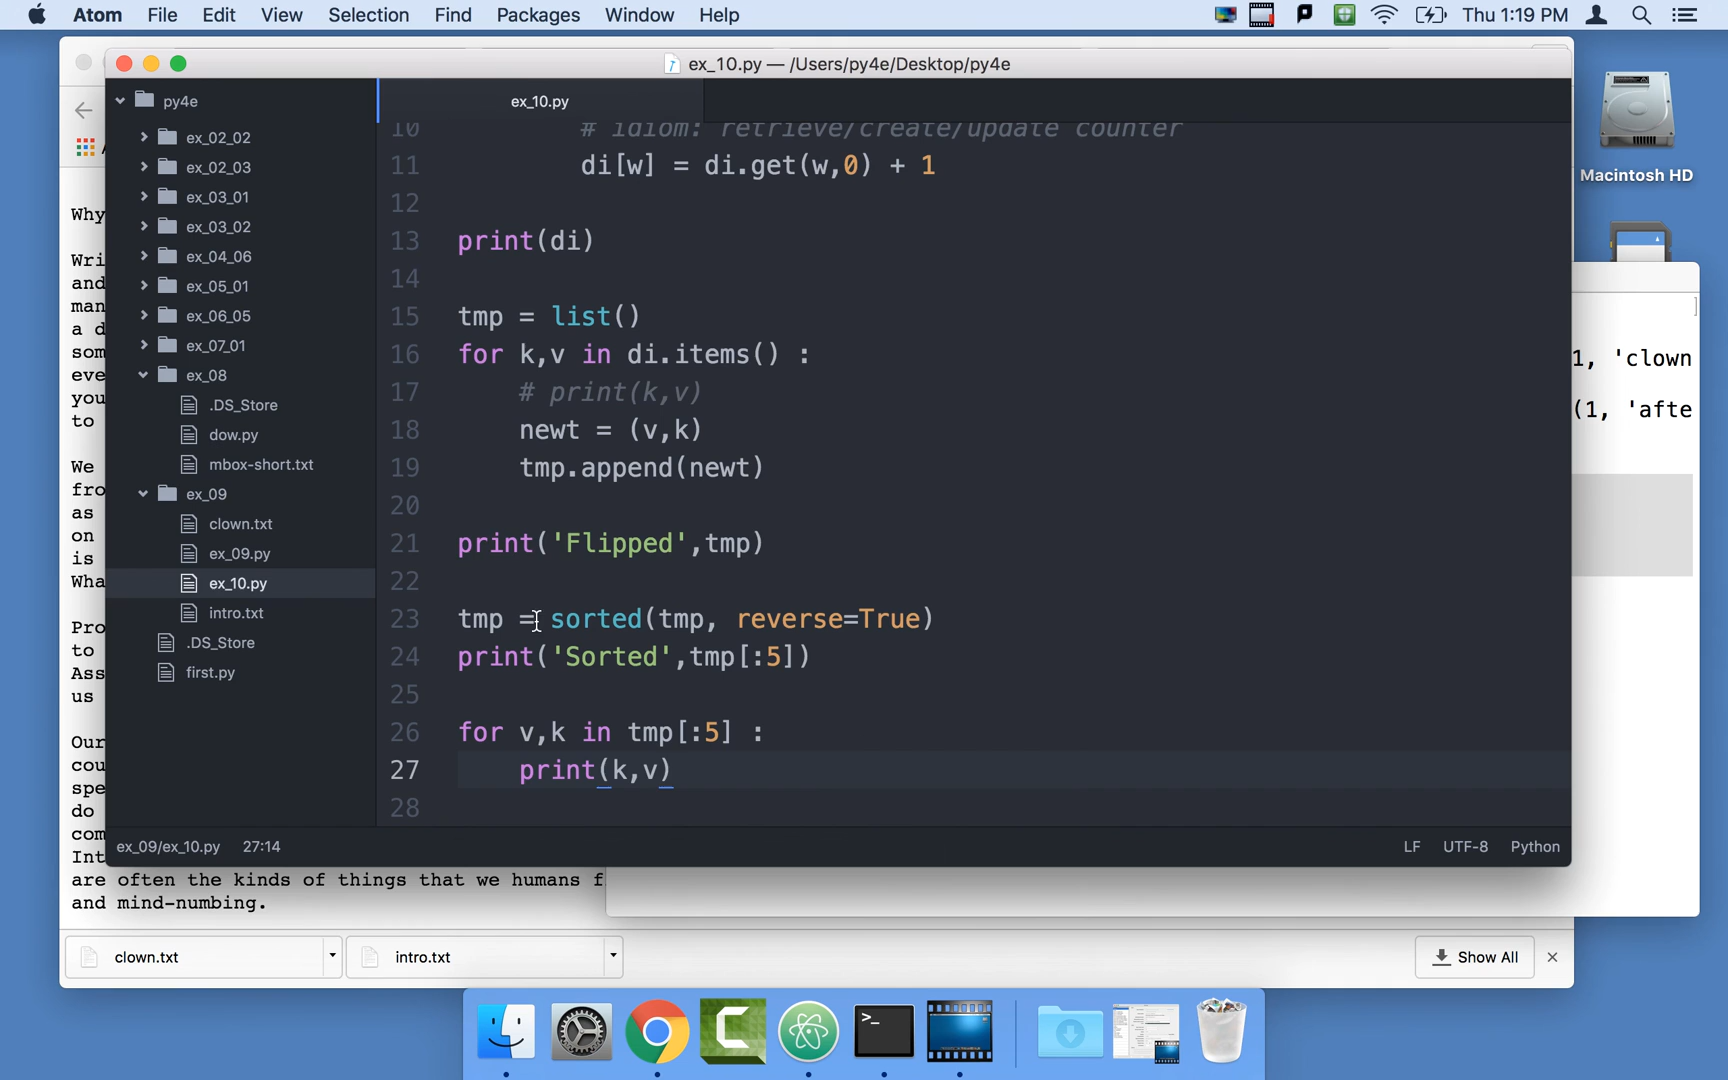 Atom File Edit View Selection Find Packages Window Help Thu 1:19 PM
ex_10.py — /Users/py4e/Desktop/py4e
py4e
ex_02_02
ex_02_03
ex_03_01
ex_03_02
ex_04_06
ex_05_01
ex_06_05
ex_07_01
ex_08
.DS_Store
dow.py
mbox-short.txt
ex_09
clown.txt
ex_09.py
ex_10.py
intro.txt
.DS_Store
first.py
ex_10.py
10 # idiom: retrieve/create/update counter
11 di[w] = di.get(w,0) + 1
12
13 print(di)
14
15 tmp = list()
16 for k,v in di.items() :
17 # print(k,v)
18 newt = (v,k)
19 tmp.append(newt)
20
21 print('Flipped',tmp)
22
23 tmp = sorted(tmp, reverse=True)
24 print('Sorted',tmp[:5])
25
26 for v,k in tmp[:5] :
27 print(k,v)
28
ex_09/ex_10.py 27:14 LF UTF-8 Python
Why
Wri
and
man
a d
som
eve
you
to
We
fro
as
on
is
Wha
Pro
to
Ass
us
Our
cou
spe
do
com
Int
are often the kinds of things that we humans f
and mind-numbing.
]
1, 'clown
(1, 'afte
Macintosh HD
clown.txt
intro.txt
Show All